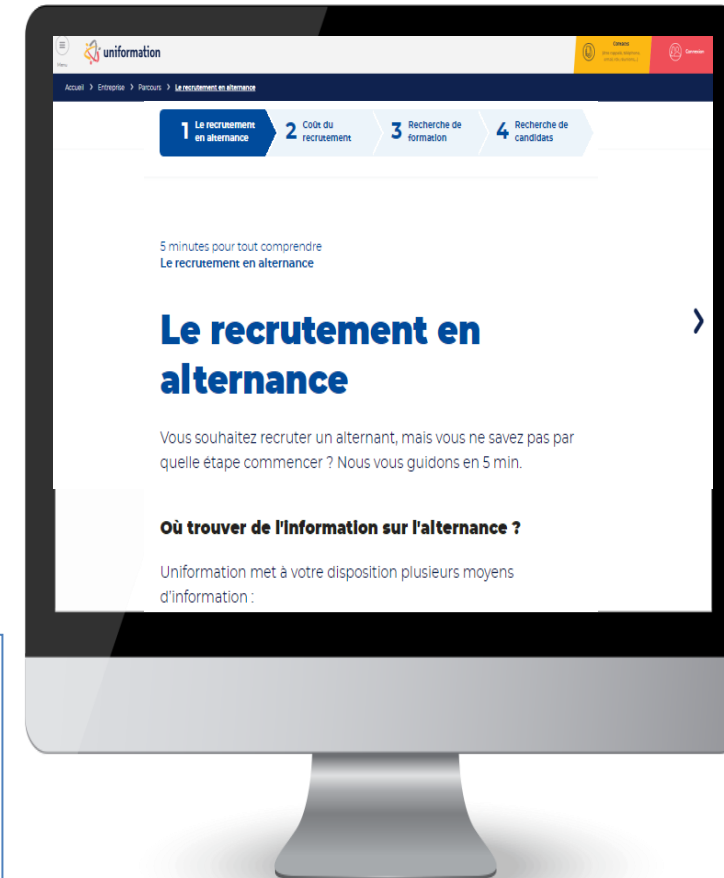 Menu
uniformation
Contacts
Connexion
Accueil > Entreprise > Parcours > Le recrutement en alternance
1 Le recrutement
en alternance
2 Coût du
recrutement
3 Recherche de
formation
4 Recherche de
candidats
5 minutes pour tout comprendre
Le recrutement en alternance
Le recrutement en
alternance
Vous souhaitez recruter un alternant, mais vous ne savez pas par
quelle étape commencer ? Nous vous guidons en 5 min.
Où trouver de l'information sur l'alternance ?
Uniformation met à votre disposition plusieurs moyens
d'information :